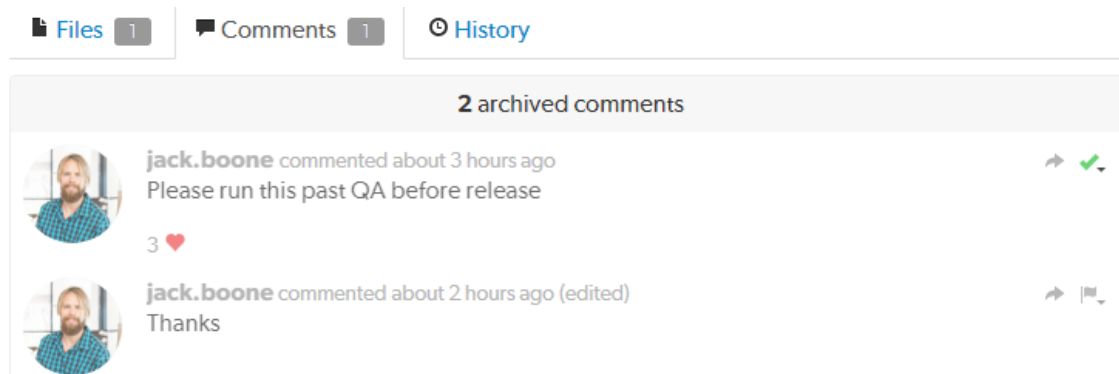 Files 1 Comments 1 History
2 archived comments
jack.boone commented about 3 hours ago
Please run this past QA before release
3
jack.boone commented about 2 hours ago (edited)
Thanks